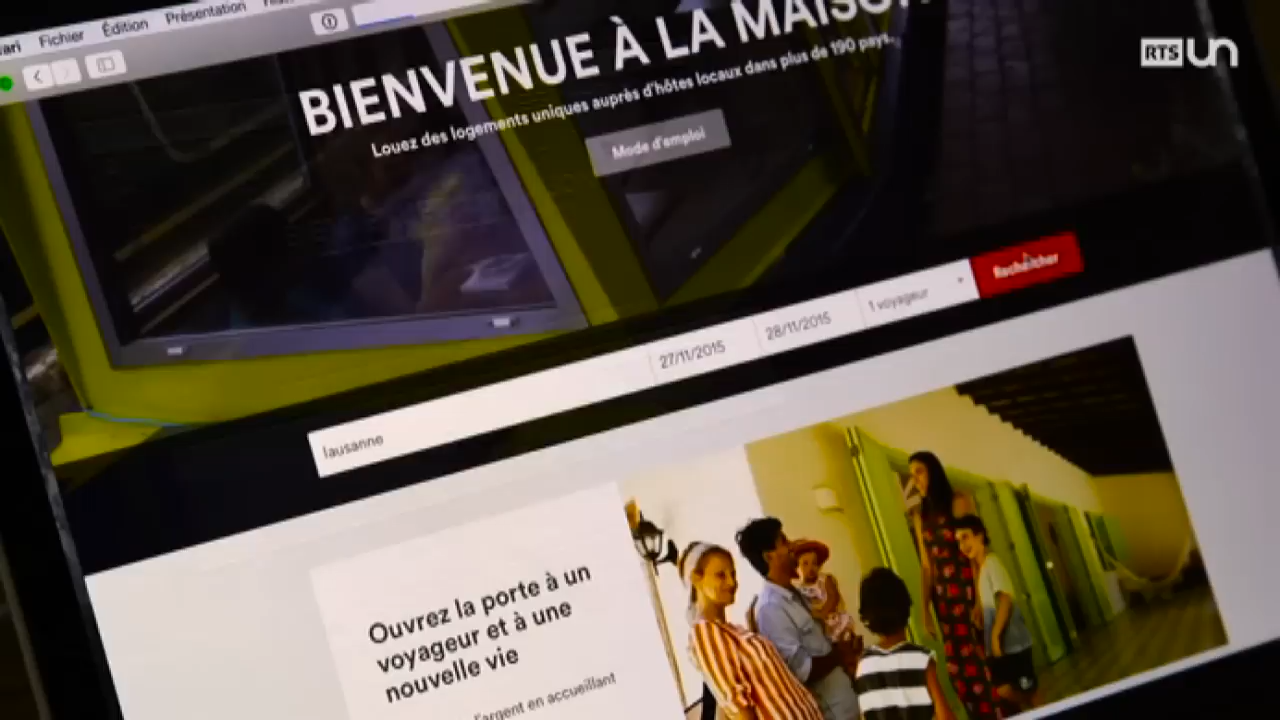 Fichier Édition Présentation
RTS UN
BIENVENUE À LA MAISON
Louez des logements uniques auprès d'hôtes locaux dans plus de 190 pays.
Mode d'emploi
lausanne 27/11/2015 28/11/2015 1 voyageur Rechercher
Ouvrez la porte à un
voyageur et à une
nouvelle vie
l'argent en accueillant